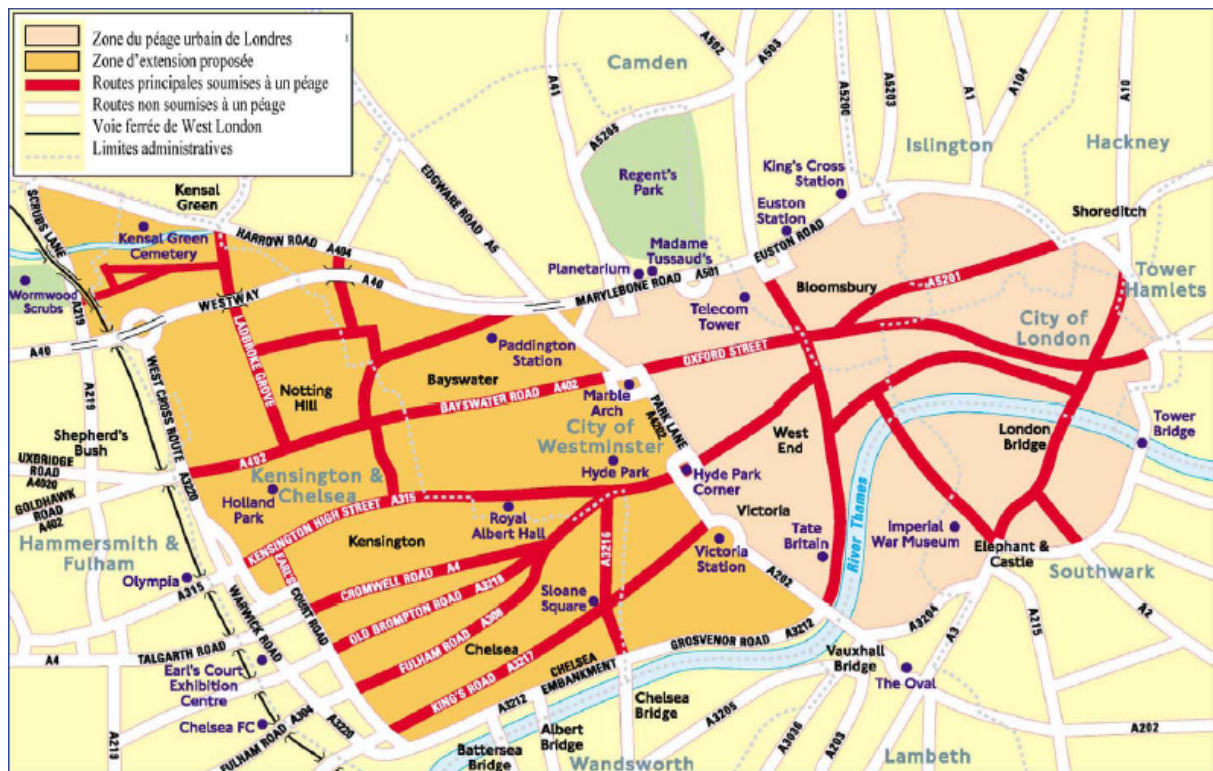 Zone du péage urbain de Londres
Zone d'extension proposée
Routes principales soumises à un péage
Routes non soumises à un péage
Voie ferrée de West London
Limites administratives
Camden
A502
A503
A41
A5205
A5200
A5203
A1
A104
A10
Islington
Hackney
Kensal
Green
SCRUBS LANE
Kensal Green
Cemetery
HARROW ROAD A404
EDGWARE ROAD A5
Regent's
Park
King's Cross
Station
Euston
Station
EUSTON ROAD
Shoreditch
Wormwood
Scrubs
A219
WESTWAY
A40
Planetarium
Madame
Tussaud's
MARYLEBONE ROAD A501
Telecom
Tower
Bloomsbury
A5201
Tower
Hamlets
City of
London
A40
A219
WEST CROSS ROUTE A3220
LADBROKE GROVE
Notting
Hill
Paddington
Station
Bayswater
BAYSWATER ROAD A402
OXFORD STREET
Marble
Arch
PARK LANE
A4202
City of
Westminster
West
End
London
Bridge
Tower
Bridge
Shepherd's
Bush
UXBRIDGE
ROAD
A4020
GOLDHAWK
ROAD
A402
A402
Kensington &
Chelsea
Holland
Park
Hyde Park
Hyde Park
Corner
KENSINGTON HIGH STREET A315
Royal
Albert Hall
Kensington
Victoria
Tate
Britain
River Thames
Imperial
War Museum
Elephant &
Castle
Southwark
Hammersmith &
Fulham
Olympia
A315
EARL'S COURT ROAD
WARWICK ROAD
CROMWELL ROAD A4
OLD BROMPTON ROAD A3218
FULHAM ROAD A308
KING'S ROAD A3217
A3216
Sloane
Square
Victoria
Station
A202
Chelsea
CHELSEA
EMBANKMENT
GROSVENOR ROAD A3212
A3212
A4
TALGARTH ROAD
Earl's Court
Exhibition
Centre
Chelsea FC
A304
A3220
FULHAM ROAD
A219
Battersea
Bridge
Albert
Bridge
Chelsea
Bridge
Wandsworth
Vauxhall
Bridge
A3204
A3
A215
A2
The Oval
A3205
A3036
A203
A202
Lambeth